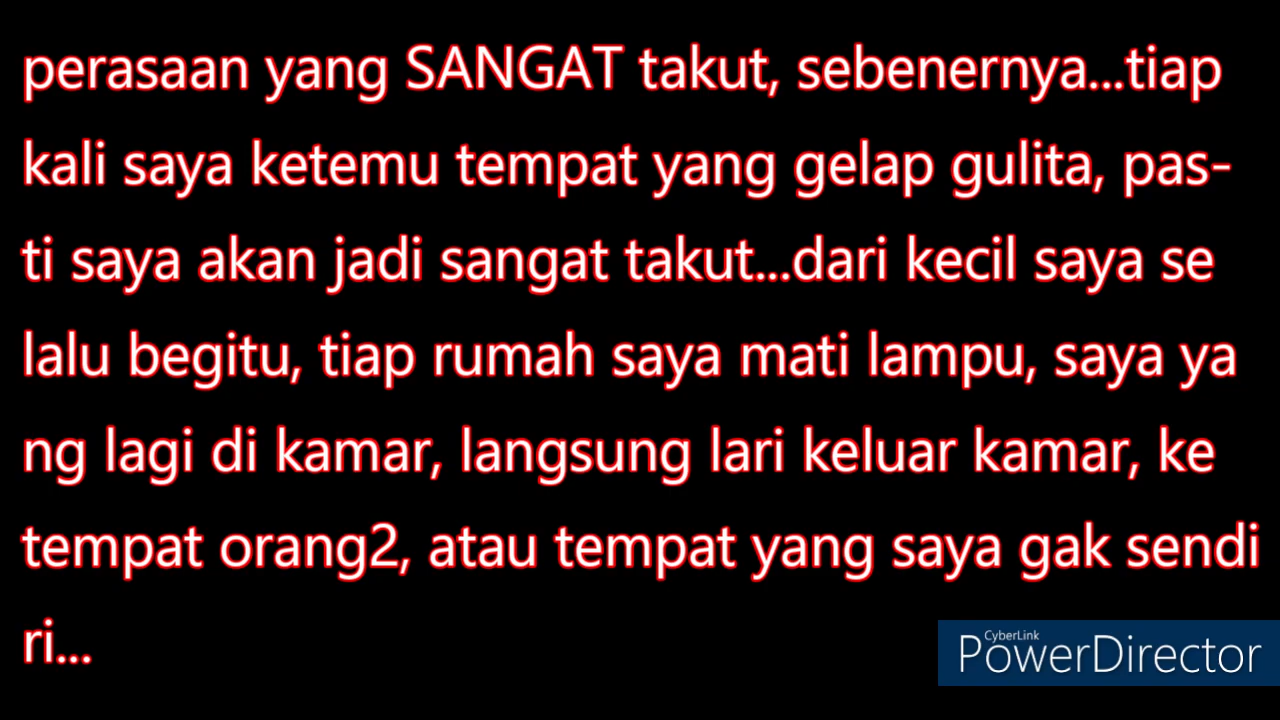 perasaan yang SANGAT takut, sebenernya...tiap
kali saya ketemu tempat yang gelap gulita, pas-
ti saya akan jadi sangat takut...dari kecil saya se
lalu begitu, tiap rumah saya mati lampu, saya ya
ng lagi di kamar, langsung lari keluar kamar, ke
tempat orang2, atau tempat yang saya gak sendi
ri...
CyberLink
PowerDirector